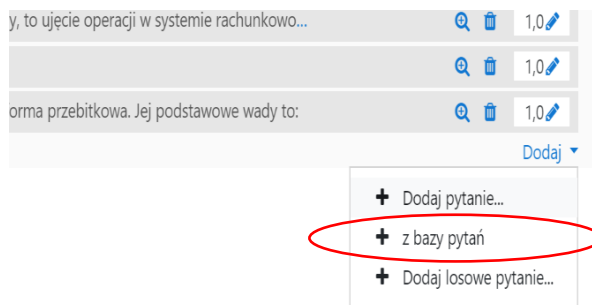 y, to ujęcie operacji w systemie rachunkowo... 1,0
1,0
orma przebitkowa. Jej podstawowe wady to: 1,0
Dodaj
Dodaj pytanie...
z bazy pytań
Dodaj losowe pytanie...